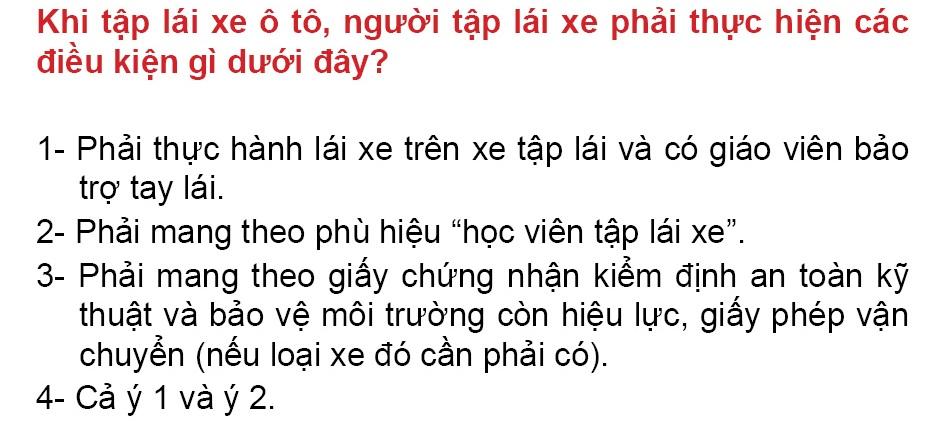 Khi tập lái xe ô tô, người tập lái xe phải thực hiện các
điều kiện gì dưới đây?
1- Phải thực hành lái xe trên xe tập lái và có giáo viên bảo
trợ tay lái.
2- Phải mang theo phù hiệu “học viên tập lái xe”.
3- Phải mang theo giấy chứng nhận kiểm định an toàn kỹ
thuật và bảo vệ môi trường còn hiệu lực, giấy phép vận
chuyển (nếu loại xe đó cần phải có).
4- Cả ý 1 và ý 2.